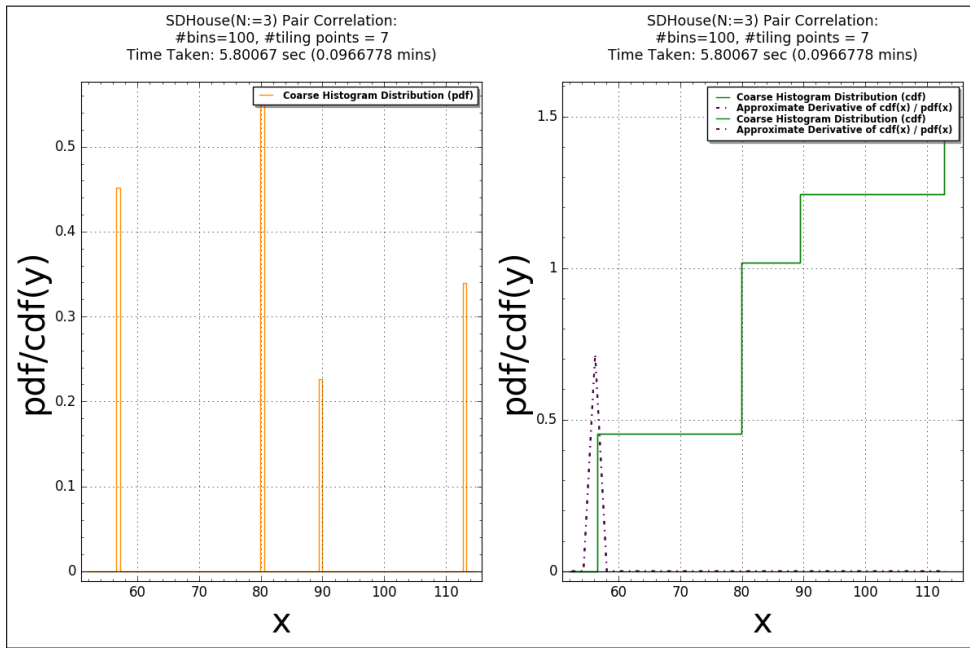 SDHouse(N:=3) Pair Correlation:
#bins=100, #tiling points = 7
Time Taken: 5.80067 sec (0.0966778 mins)
Coarse Histogram Distribution (pdf)
pdf/cdf(y)
0.5
0.4
0.3
0.2
0.1
0
60 70 80 90 100 110
x
SDHouse(N:=3) Pair Correlation:
#bins=100, #tiling points = 7
Time Taken: 5.80067 sec (0.0966778 mins)
Coarse Histogram Distribution (cdf)
Approximate Derivative of cdf(x) / pdf(x)
Coarse Histogram Distribution (cdf)
Approximate Derivative of cdf(x) / pdf(x)
pdf/cdf(y)
1.5
1
0.5
0
60 70 80 90 100 110
x